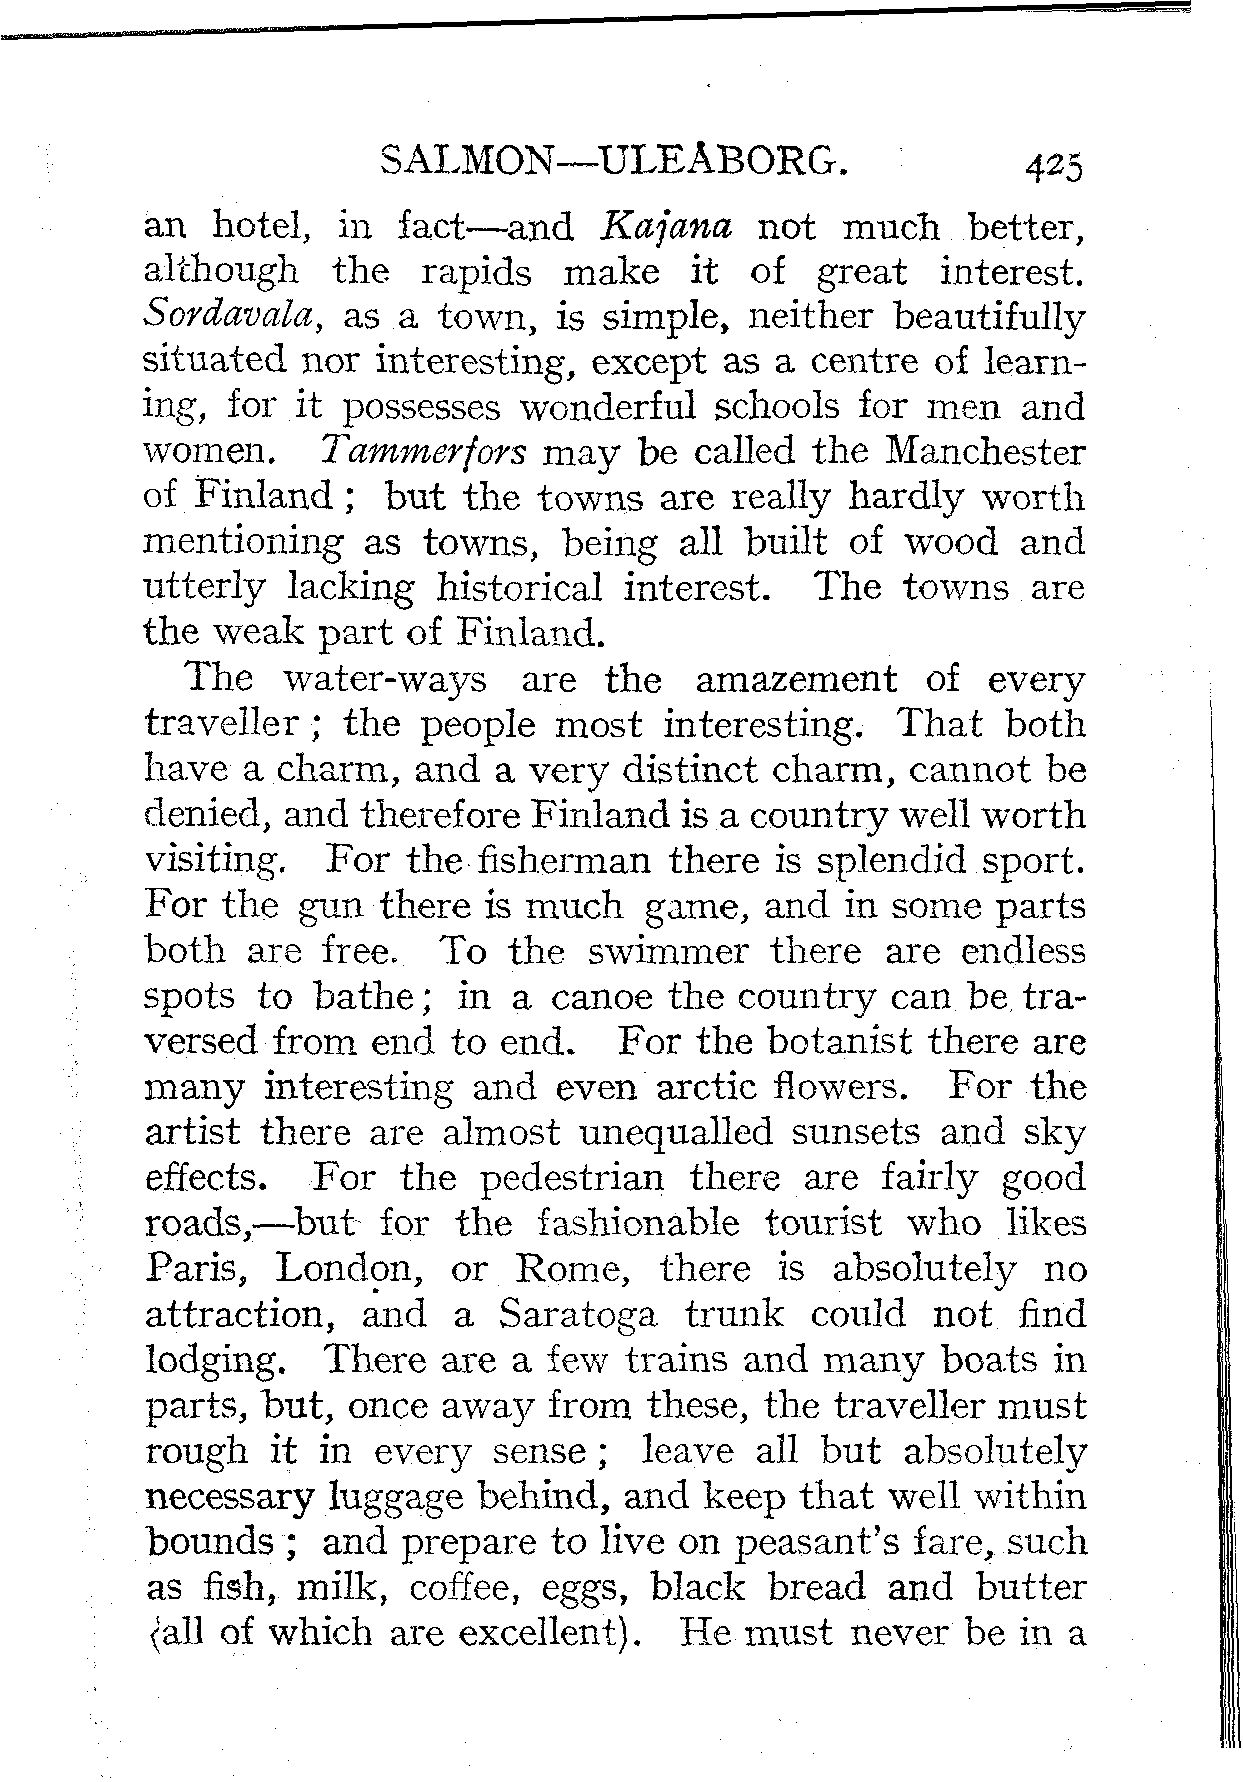 SALMON—ULEÅBORG. 425
an hotel, in fact—and Kajana not much better,
although the rapids make it of great interest.
Sordavala, as a town, is simple, neither beautifully
situated nor interesting, except as a centre of learn-
ing, for it possesses wonderful schools for men and
women. Tammerfors may be called the Manchester
of Finland ; but the towns are really hardly worth
mentioning as towns, being all built of wood and
utterly lacking historical interest. The towns are
the weak part of Finland.
The water-ways are the amazement of every
traveller ; the people most interesting. That both
have a charm, and a very distinct charm, cannot be
denied, and therefore Finland is a country well worth
visiting. For the fisherman there is splendid sport.
For the gun there is much game, and in some parts
both are free. To the swimmer there are endless
spots to bathe ; in a canoe the country can be tra-
versed from end to end. For the botanist there are
many interesting and even arctic flowers. For the
artist there are almost unequalled sunsets and sky
effects. For the pedestrian there are fairly good
roads,—but for the fashionable tourist who likes
Paris, London, or Rome, there is absolutely no
attraction, and a Saratoga trunk could not find
lodging. There are a few trains and many boats in
parts, but, once away from these, the traveller must
rough it in every sense ; leave all but absolutely
necessary luggage behind, and keep that well within
bounds ; and prepare to live on peasant's fare, such
as fish, milk, coffee, eggs, black bread and butter
(all of which are excellent). He must never be in a